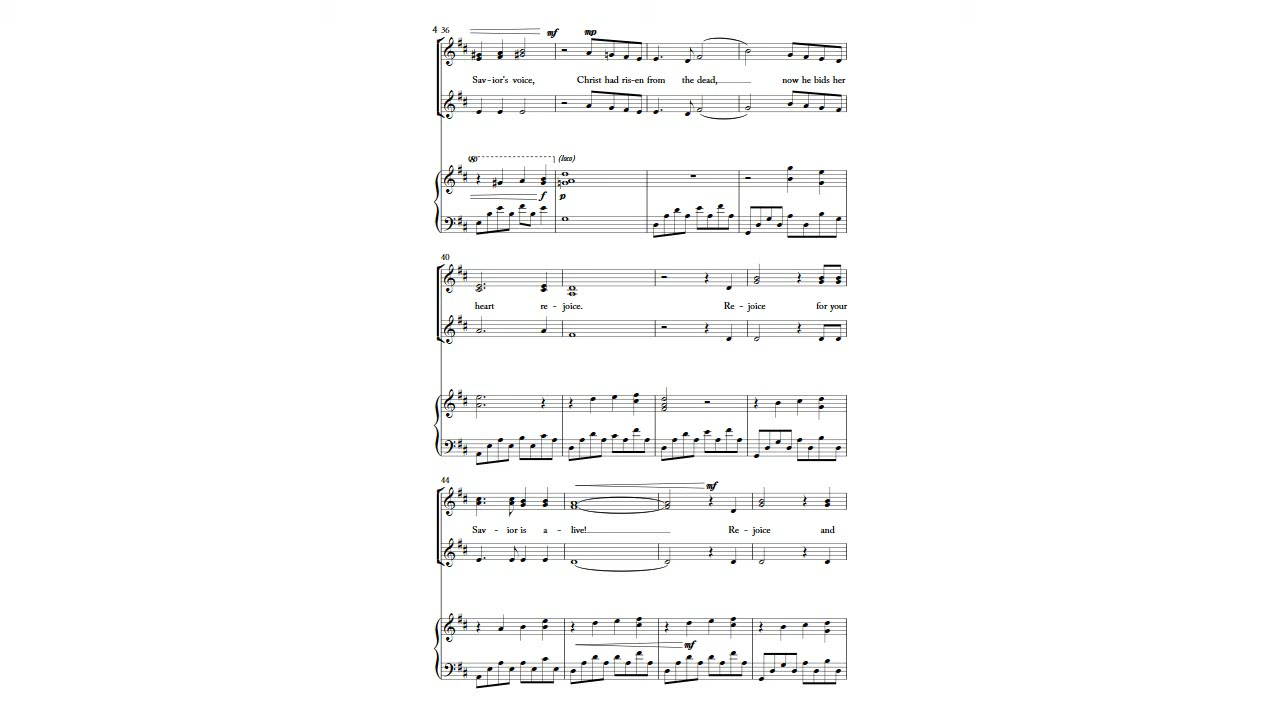 4 36
mf mp
Sav-ior's voice, Christ had ris-en from the dead, now he bids her
8 (loco)
f p
40
heart re - joice. Re - joice for your
44
mf
Sav - ior is a - live! Re - joice and
mf